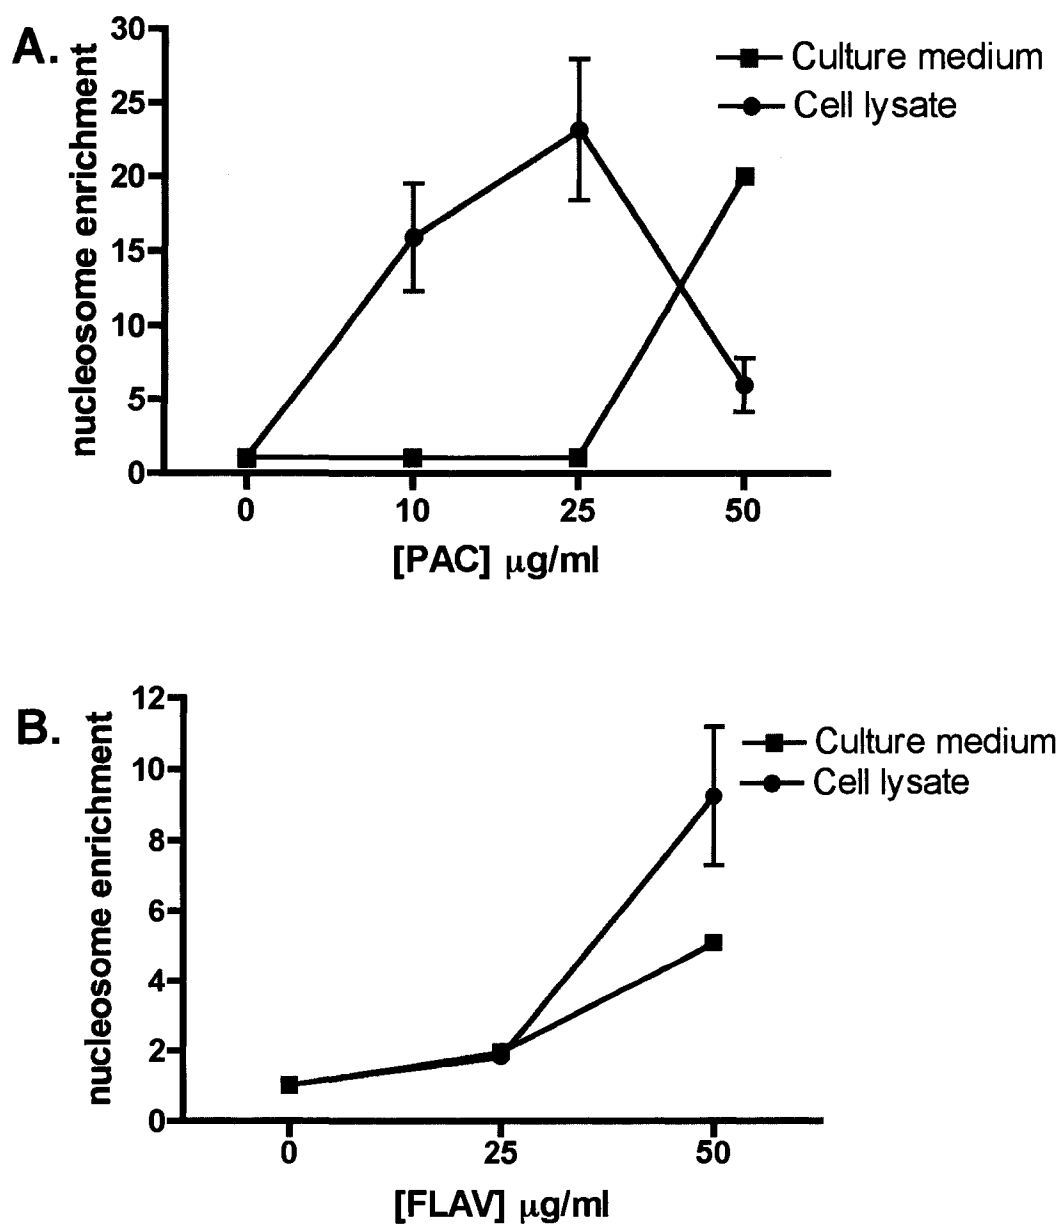 A.
nucleosome enrichment
30
25
20
15
10
5
0
Culture medium
Cell lysate
0 10 25 50
[PAC] μg/ml
B.
nucleosome enrichment
12
10
8
6
4
2
0
Culture medium
Cell lysate
0 25 50
[FLAV] μg/ml